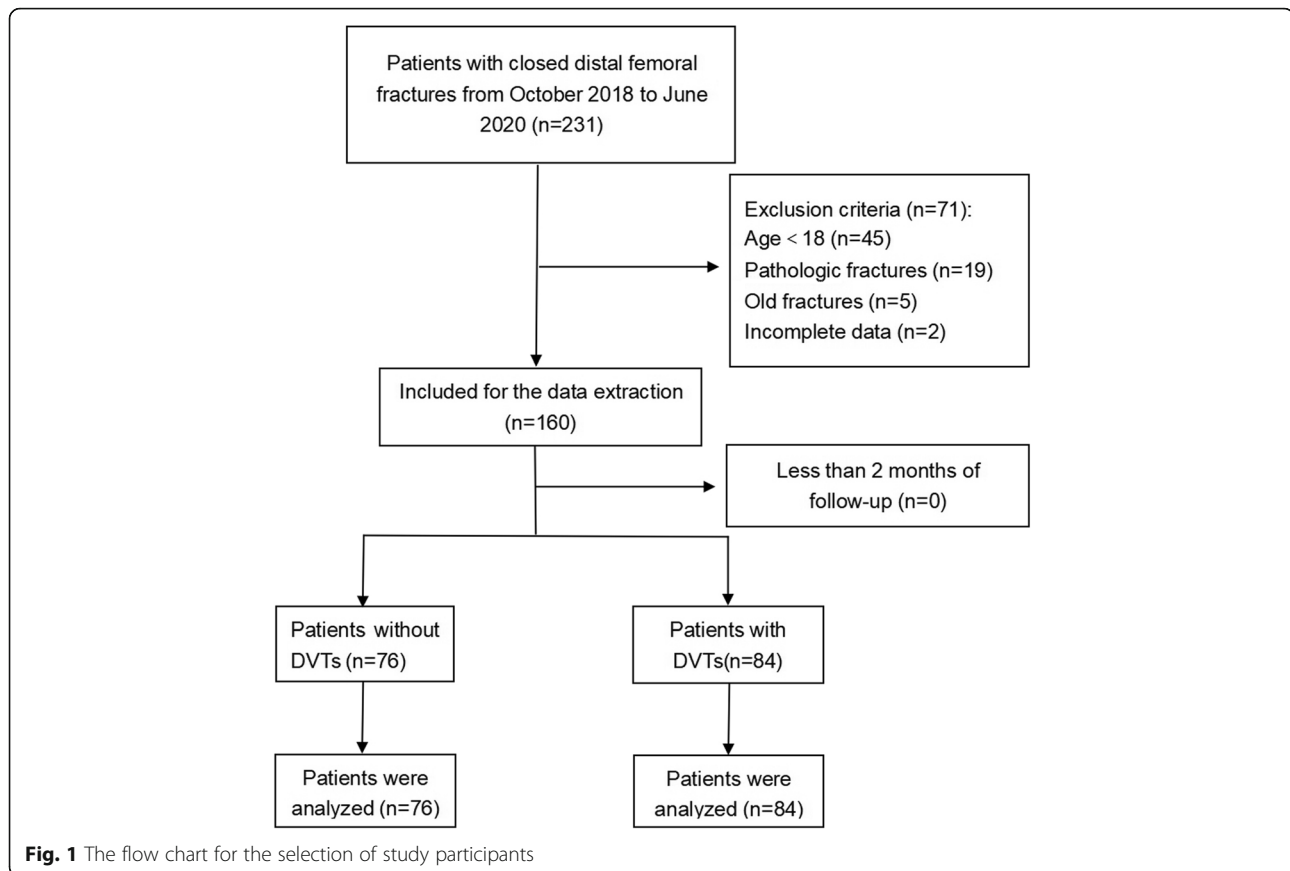 Patients with closed distal femoral
fractures from October 2018 to June
2020 (n=231)
Exclusion criteria (n=71):
Age < 18 (n=45)
Pathologic fractures (n=19)
Old fractures (n=5)
Incomplete data (n=2)
Included for the data extraction
(n=160)
Less than 2 months of
follow-up (n=0)
Patients without
DVTs (n=76)
Patients with
DVTs(n=84)
Patients were
analyzed (n=76)
Patients were
analyzed (n=84)
Fig. 1 The flow chart for the selection of study participants